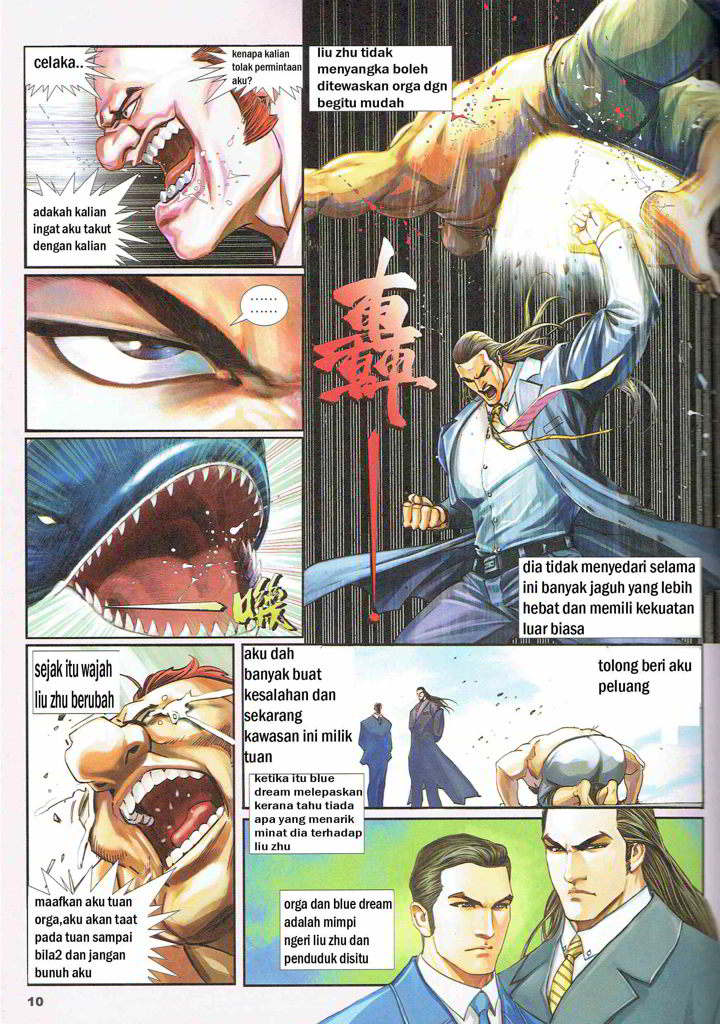 celaka..
kenapa kalian
tolak permintaan
aku?
adakah kalian
ingat aku takut
dengan kalian
liu zhu tidak
menyangka boleh
ditewaskan orga dgn
begitu mudah
轟
......
......
dia tidak menyedari selama
ini banyak jaguh yang lebih
hebat dan memili kekuatan
luar biasa
sejak itu wajah
liu zhu berubah
maafkan aku tuan
orga,aku akan taat
pada tuan sampai
bila2 dan jangan
bunuh aku
aku dah
banyak buat
kesalahan dan
sekarang
kawasan ini milik
tuan
tolong beri aku
peluang
ketika itu blue
dream melepaskan
kerana tahu tiada
apa yang menarik
minat dia terhadap
liu zhu
orga dan blue dream
adalah mimpi
ngeri liu zhu dan
penduduk disitu
10